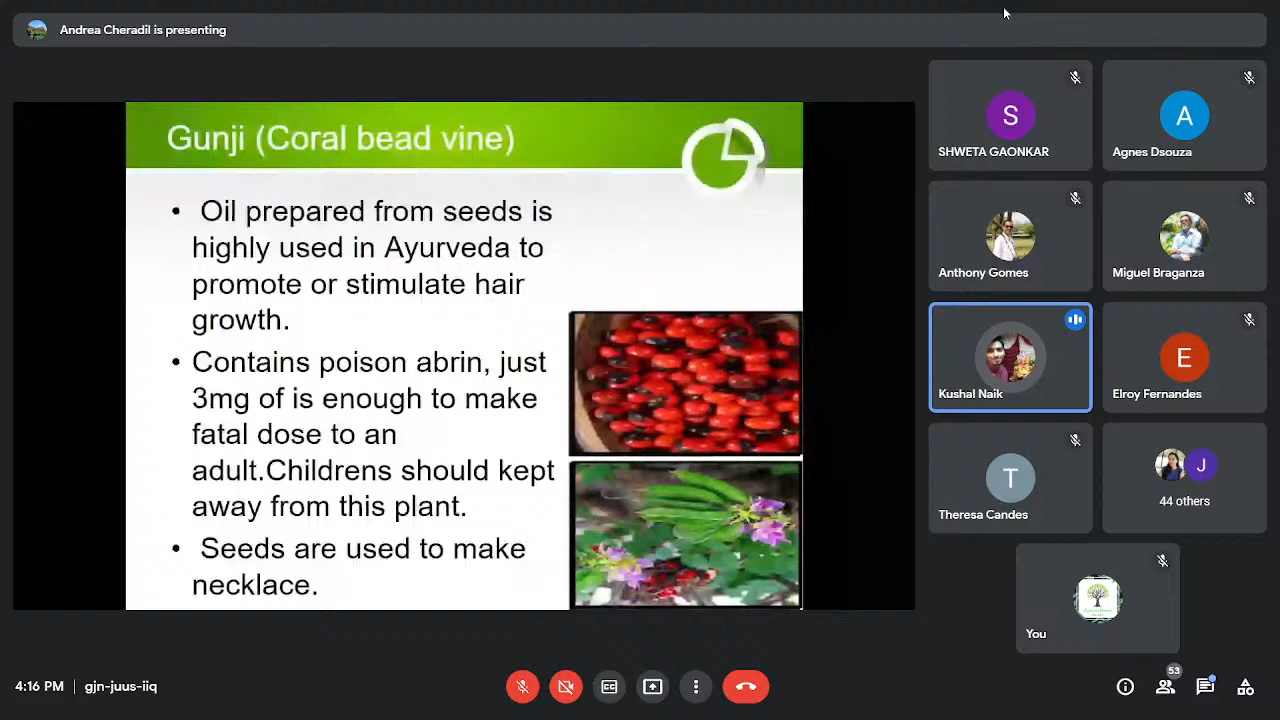 Andrea Cheradil is presenting
Gunji (Coral bead vine)
• Oil prepared from seeds is
highly used in Ayurveda to
promote or stimulate hair
growth.
• Contains poison abrin, just
3mg of is enough to make
fatal dose to an
adult.Childrens should kept
away from this plant.
• Seeds are used to make
necklace.
S
SHWETA GAONKAR
A
Agnes Dsouza
Anthony Gomes
Miguel Braganza
Kushal Naik
E
Elroy Fernandes
T
Theresa Candes
J
44 others
You
4:16 PM | gjn-juus-iiq
CC
53